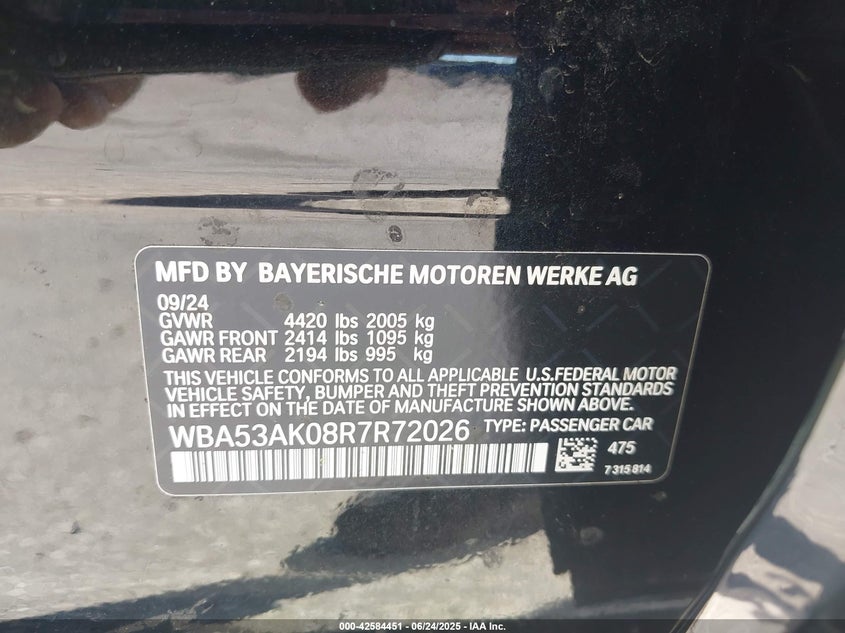 MFD BY BAYERISCHE MOTOREN WERKE AG
09/24
GVWR 4420 lbs 2005 kg
GAWR FRONT 2414 lbs 1095 kg
GAWR REAR 2194 lbs 995 kg
THIS VEHICLE CONFORMS TO ALL APPLICABLE U.S.FEDERAL MOTOR
VEHICLE SAFETY, BUMPER AND THEFT PREVENTION STANDARDS
IN EFFECT ON THE DATE OF MANUFACTURE SHOWN ABOVE.
WBA53AK08R7R72026 TYPE: PASSENGER CAR
475
7315814
000-42584451 - 06/24/2025 - IAA Inc.